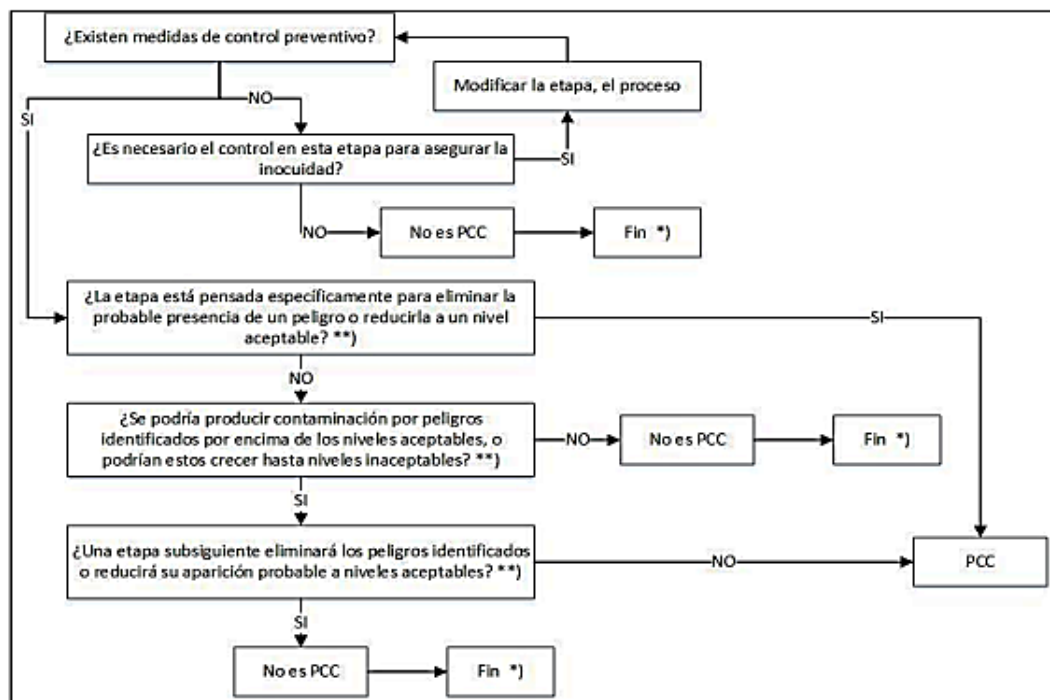 ¿Existen medidas de control preventivo?
Modificar la etapa, el proceso
NO
SI
¿Es necesario el control en esta etapa para asegurar la
inocuidad?
SI
NO
No es PCC
Fin *)
¿La etapa está pensada específicamente para eliminar la
probable presencia de un peligro o reducirla a un nivel
aceptable? **)
SI
NO
¿Se podría producir contaminación por peligros
identificados por encima de los niveles aceptables, o
podrían estos crecer hasta niveles inaceptables? **)
NO
No es PCC
Fin *)
SI
¿Una etapa subsiguiente eliminará los peligros identificados
o reducirá su aparición probable a niveles aceptables? **)
NO
PCC
SI
No es PCC
Fin *)